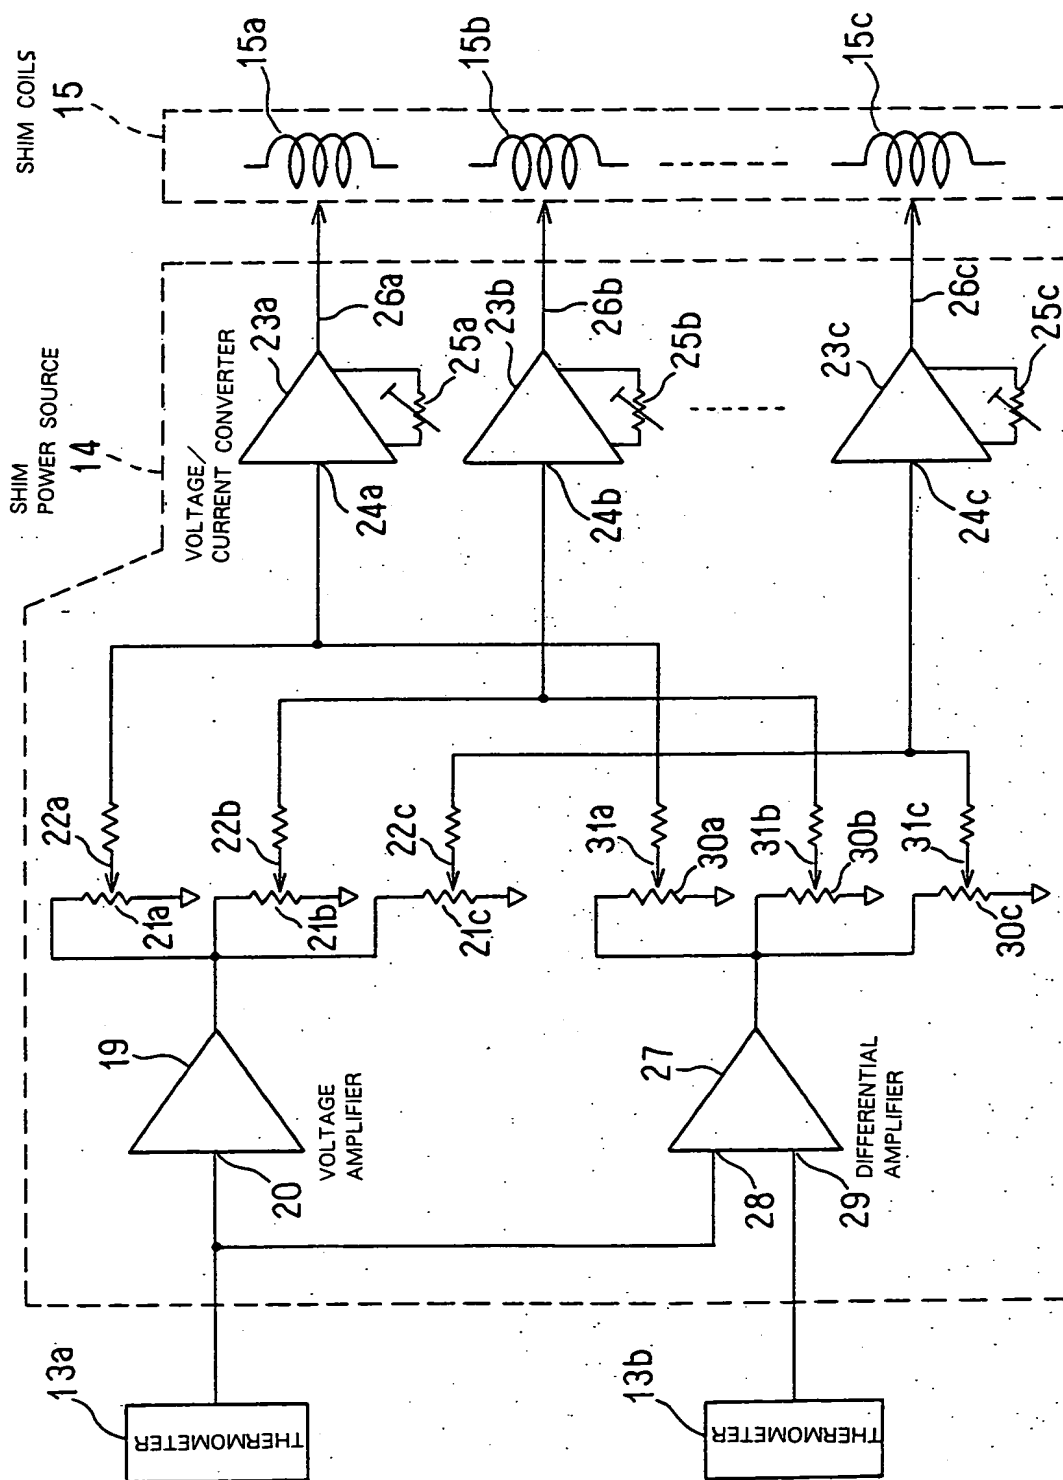 SHIM COILS
15
15a
15b
15c
SHIM
POWER SOURCE
14
VOLTAGE/
CURRENT CONVERTER
23a
26a
25a
24a
23b
26b
25b
24b
23c
26c
25c
24c
22a
21a
22b
21b
22c
21c
31a
30a
31b
30b
31c
30c
19
20
VOLTAGE
AMPLIFIER
27
28
29
DIFFERENTIAL
AMPLIFIER
13a
THERMOMETER
13b
THERMOMETER